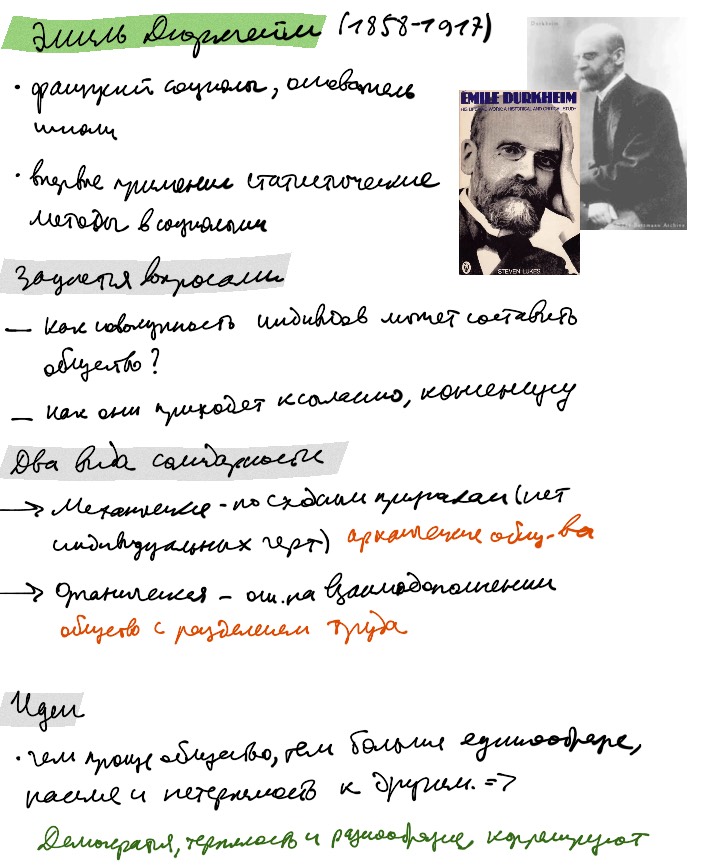 Эмиль Дюркгейм (1858-1917)
Durkheim
• французский социолог, основатель
школы
EMILE DURKHEIM
HIS LIFE AND WORK: A HISTORICAL AND CRITICAL STUDY
• впервые применил статистические
методы в социологии
Bettmann Archive
STEVEN LUKES
Задается вопросами
— Как совокупность индивидов может составить
общество?
— как они приходят к согласию, консенсусу
Два вида солидарности
→ Механическая - по сходным признакам (нет
индивидуальных черт) архаические общ-ва
→ Органическая - осн. на взаимодополнении
общество с разделением труда
Идеи
• чем проще общество, тем больше единообразие,
насилие и нетерпимость к другим. =>
Демократия, терпимость и разнообразие коррелируют